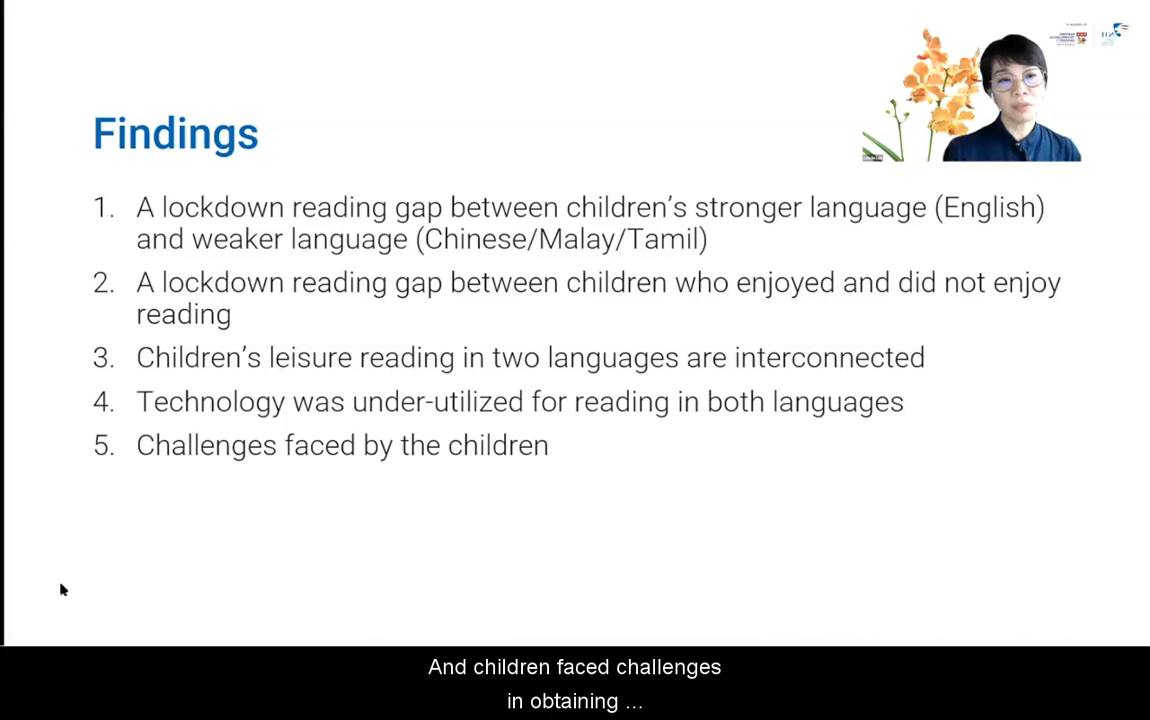 Findings
1. A lockdown reading gap between children's stronger language (English)
and weaker language (Chinese/Malay/Tamil)
2. A lockdown reading gap between children who enjoyed and did not enjoy
reading
3. Children's leisure reading in two languages are interconnected
4. Technology was under-utilized for reading in both languages
5. Challenges faced by the children
And children faced challenges
in obtaining ...